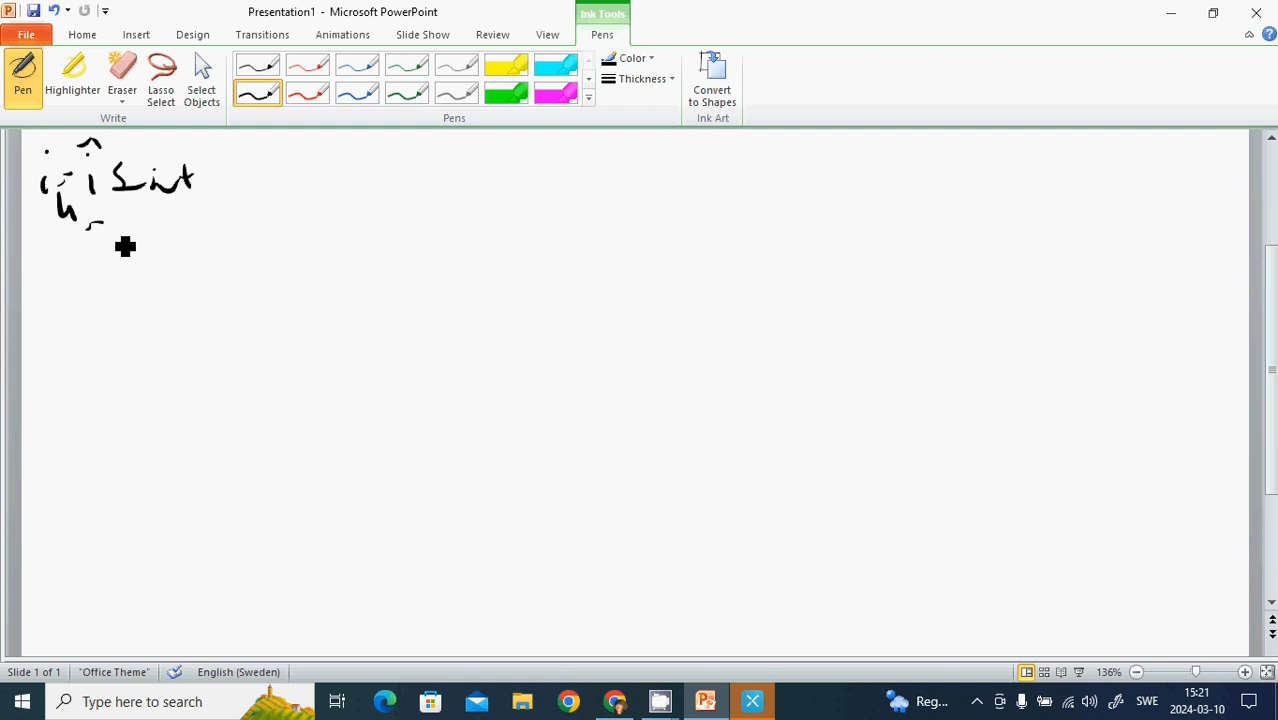 Presentation1 - Microsoft PowerPoint
Ink Tools
File Home Insert Design Transitions Animations Slide Show Review View Pens
Pen Highlighter Eraser Lasso Select Select Objects
Color
Thickness
Convert to Shapes
Write Pens Ink Art
i = î Sin t
u =
Slide 1 of 1 "Office Theme" English (Sweden) 136%
Type here to search
Reg... SWE
15:21
2024-03-10